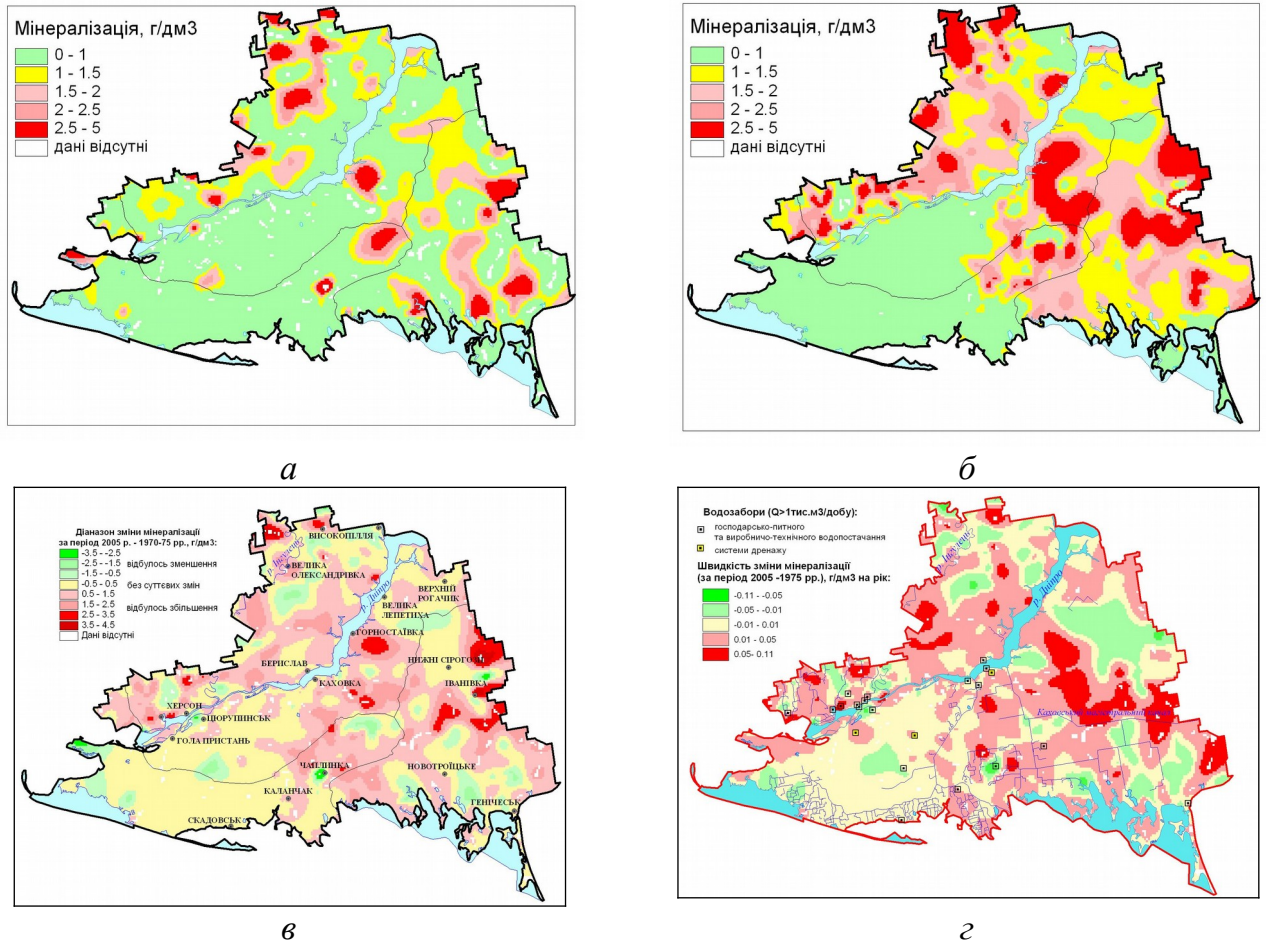 Мінералізація, г/дм3
0 - 1
1 - 1.5
1.5 - 2
2 - 2.5
2.5 - 5
дані відсутні
а
Мінералізація, г/дм3
0 - 1
1 - 1.5
1.5 - 2
2 - 2.5
2.5 - 5
дані відсутні
б
Діапазон зміни мінералізації
за період 2005 р. - 1970-75 рр., г/дм3:
-3.5 - -2.5
-2.5 - -1.5 відбулось зменшення
-1.5 - -0.5
-0.5 - 0.5 без суттєвих змін
0.5 - 1.5
1.5 - 2.5 відбулось збільшення
2.5 - 3.5
3.5 - 4.5
Дані відсутні
ВИСОКОПІЛЛЯ
р. Інгулець
ВЕЛИКА
ОЛЕКСАНДРІВКА
ВЕРХНІЙ
РОГАЧИК
р. Дніпро
ВЕЛИКА
ЛЕПЕТИХА
ГОРНОСТАЇВКА
БЕРИСЛАВ
НИЖНІ СІРОГОЗИ
КАХОВКА
ІВАНІВКА
ХЕРСОН
ЦЮРУПИНСЬК
ГОЛА ПРИСТАНЬ
ЧАПЛИНКА
НОВОТРОЇЦЬКЕ
КАЛАНЧАК
ГЕНІЧЕСЬК
СКАДОВСЬК
в
Водозабори (Q>1тис.м3/добу):
господарсько-питного
та виробничо-технічного водопостачання
системи дренажу
Швидкість зміни мінералізації
(за період 2005 -1975 рр.), г/дм3 на рік:
-0.11 - -0.05
-0.05 - -0.01
-0.01 - 0.01
0.01 - 0.05
0.05- 0.11
р. Інгулець
р. Дніпро
г